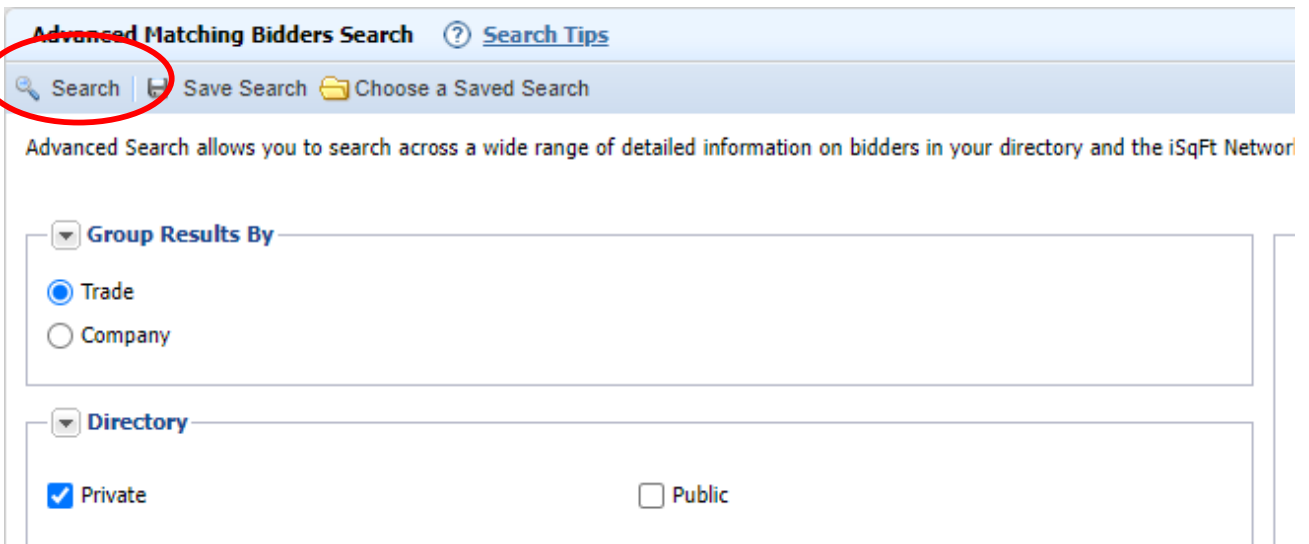 Advanced Matching Bidders Search ? Search Tips
Search Save Search Choose a Saved Search
Advanced Search allows you to search across a wide range of detailed information on bidders in your directory and the iSqFt
Group Results By
Trade
Company
Directory
Private Public